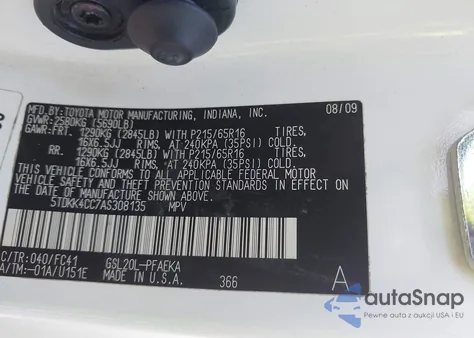 MFD.BY:TOYOTA MOTOR MANUFACTURING, INDIANA, INC. 08/09
GVWR:2580KG (5690LB)
GAWR:FRT. 1290KG (2845LB) WITH P215/65R16 TIRES,
16X6.5JJ RIMS, AT 240KPA (35PSI) COLD.
RR. 1290KG (2845LB) WITH P215/65R16 TIRES,
16X6.5JJ RIMS, AT 240KPA (35PSI) COLD.
THIS VEHICLE CONFORMS TO ALL APPLICABLE FEDERAL MOTOR
VEHICLE SAFETY AND THEFT PREVENTION STANDARDS IN
EFFECT ON THE DATE OF MANUFACTURE SHOWN ABOVE.
5TDKK4CC7AS308135 MPV
C/TR:040/FC41 GSL20L-PFAEKA
A/TM:-01A/U151E MADE IN U.S.A. 366 A
autoSnap
Pewne auto z aukcji USA i EU